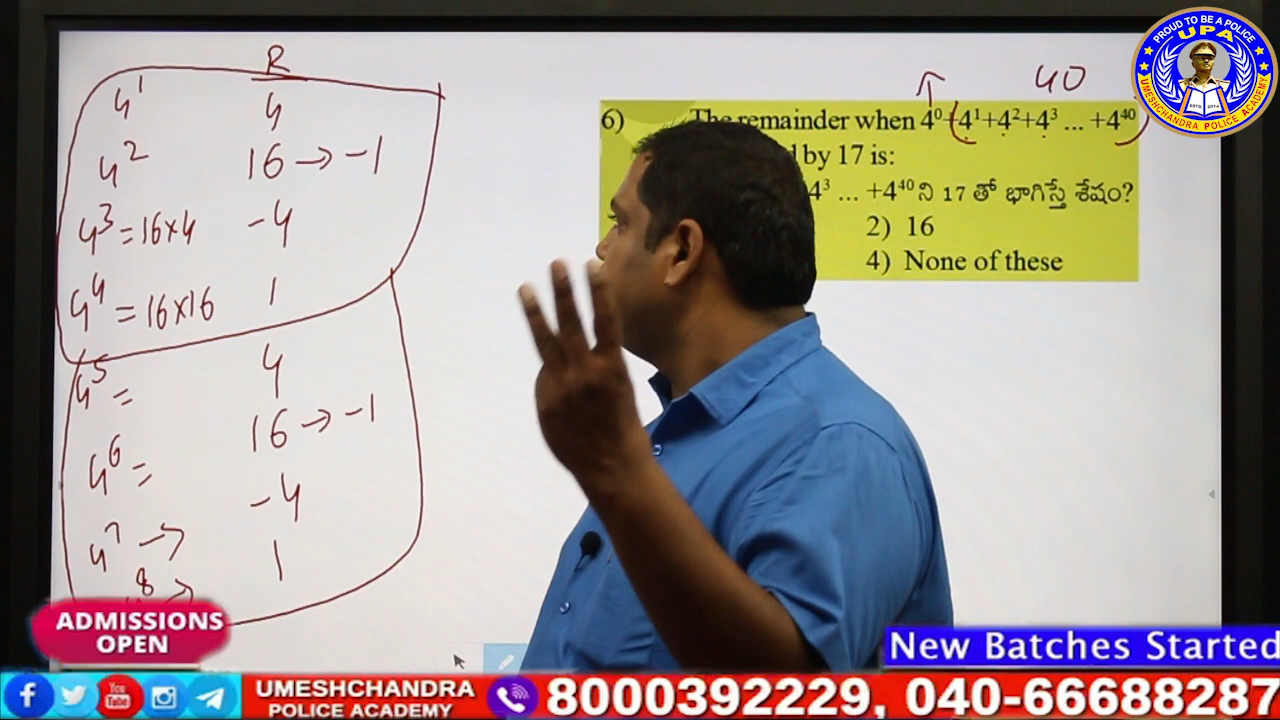 R
4¹ 4
4² 16 → -1
4³ = 16×4 -4
4⁴ = 16×16 1
4⁵ = 4
4⁶ = 16 → -1
4⁷ → -4
8 → 1
40
6) The remainder when 4⁰+4¹+4²+4³ ... +4⁴⁰
by 17 is:
4³ ... +4⁴⁰ ని 17 తో భాగిస్తే శేషం?
2) 16
4) None of these
PROUD TO BE A POLICE
UPA
ESTD. 2014
UMESHCHANDRA POLICE ACADEMY
ADMISSIONS
OPEN
New Batches Started
UMESHCHANDRA
POLICE ACADEMY
8000392229, 040-66688287